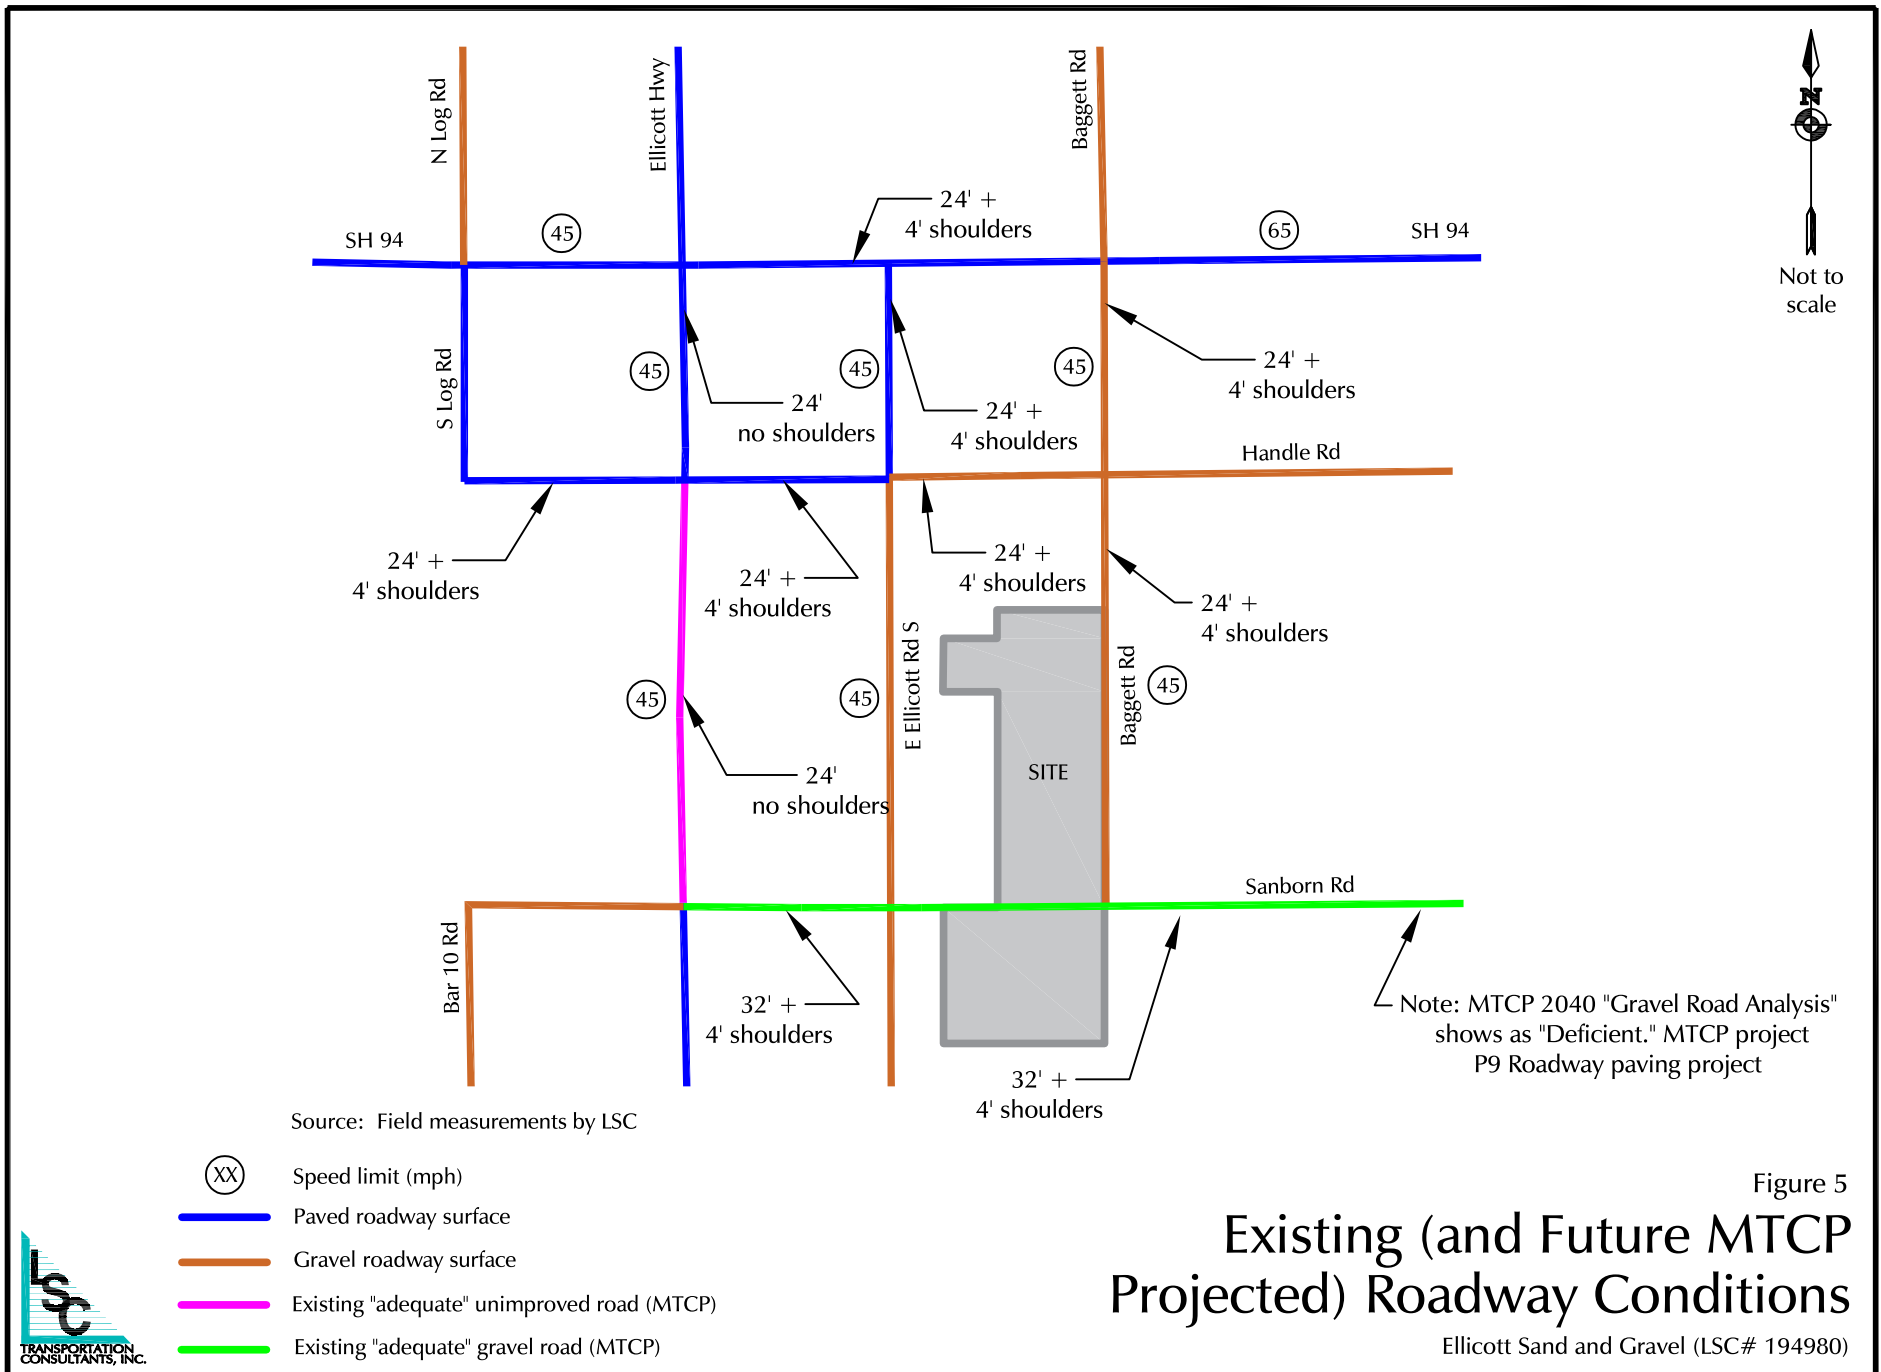 N Log Rd
Ellicott Hwy
Baggett Rd
N
Not to
scale
SH 94
45
24' +
4' shoulders
65
SH 94
S Log Rd
45
24'
no shoulders
45
24' +
4' shoulders
45
24' +
4' shoulders
Handle Rd
24' +
4' shoulders
24' +
4' shoulders
24' +
4' shoulders
24' +
4' shoulders
45
24'
no shoulders
45
E Ellicott Rd S
SITE
Baggett Rd
45
Sanborn Rd
Bar 10 Rd
32' +
4' shoulders
32' +
4' shoulders
Note: MTCP 2040 "Gravel Road Analysis"
shows as "Deficient." MTCP project
P9 Roadway paving project
Source: Field measurements by LSC
XX Speed limit (mph)
Paved roadway surface
Gravel roadway surface
Existing "adequate" unimproved road (MTCP)
Existing "adequate" gravel road (MTCP)
LSC
TRANSPORTATION
CONSULTANTS, INC.
Figure 5
Existing (and Future MTCP
Projected) Roadway Conditions
Ellicott Sand and Gravel (LSC# 194980)